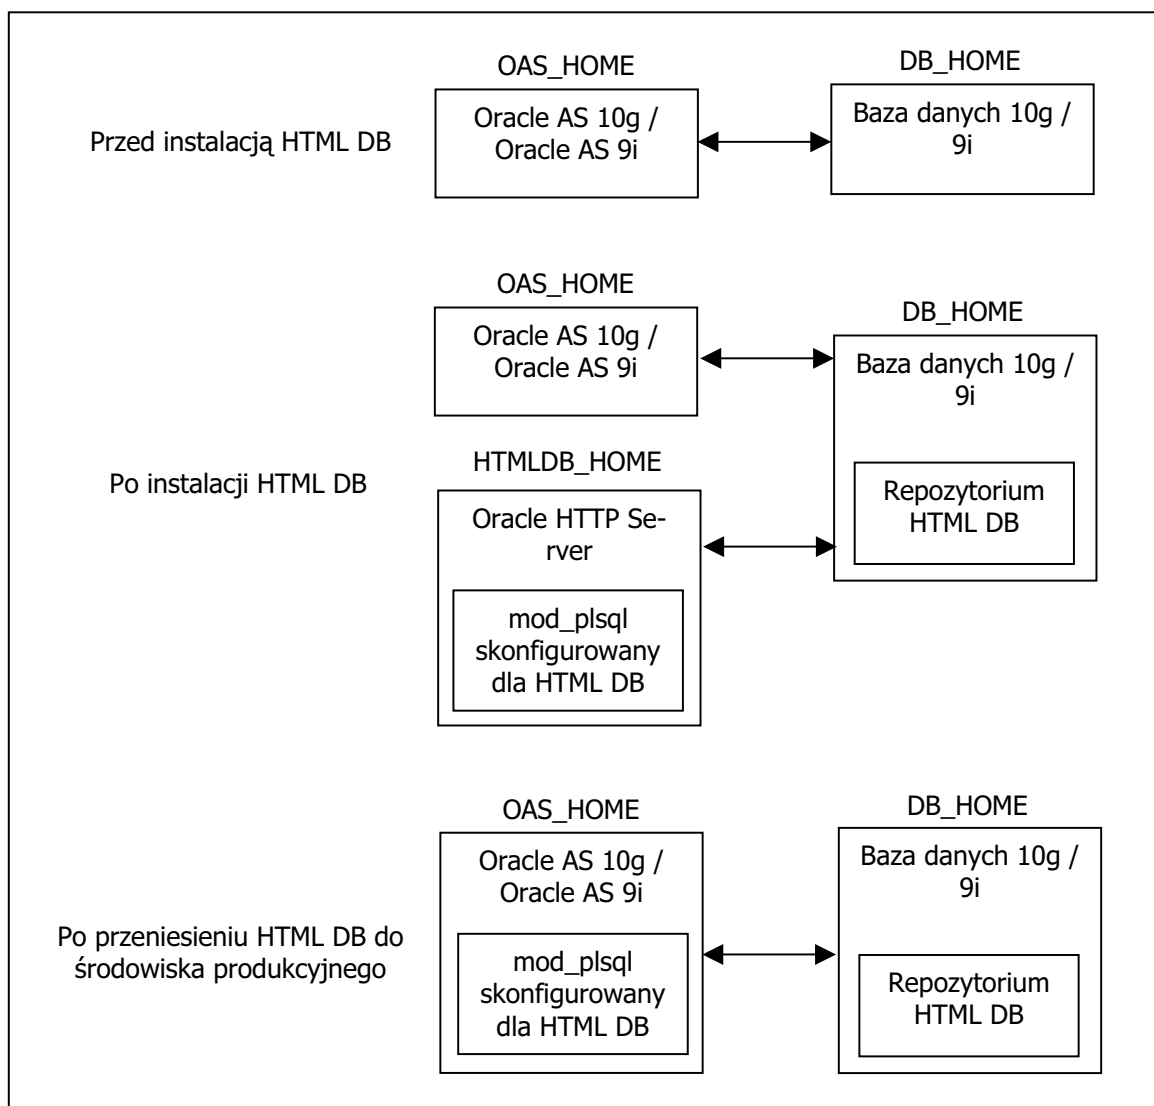 OAS_HOME
DB_HOME
Przed instalacją HTML DB
Oracle AS 10g /
Oracle AS 9i
Baza danych 10g /
9i
OAS_HOME
DB_HOME
Oracle AS 10g /
Oracle AS 9i
Baza danych 10g /
9i
Po instalacji HTML DB
HTMLDB_HOME
Oracle HTTP Se-
rver
mod_plsql
skonfigurowany
dla HTML DB
Repozytorium
HTML DB
OAS_HOME
DB_HOME
Po przeniesieniu HTML DB do
środowiska produkcyjnego
Oracle AS 10g /
Oracle AS 9i
mod_plsql
skonfigurowany
dla HTML DB
Baza danych 10g /
9i
Repozytorium
HTML DB